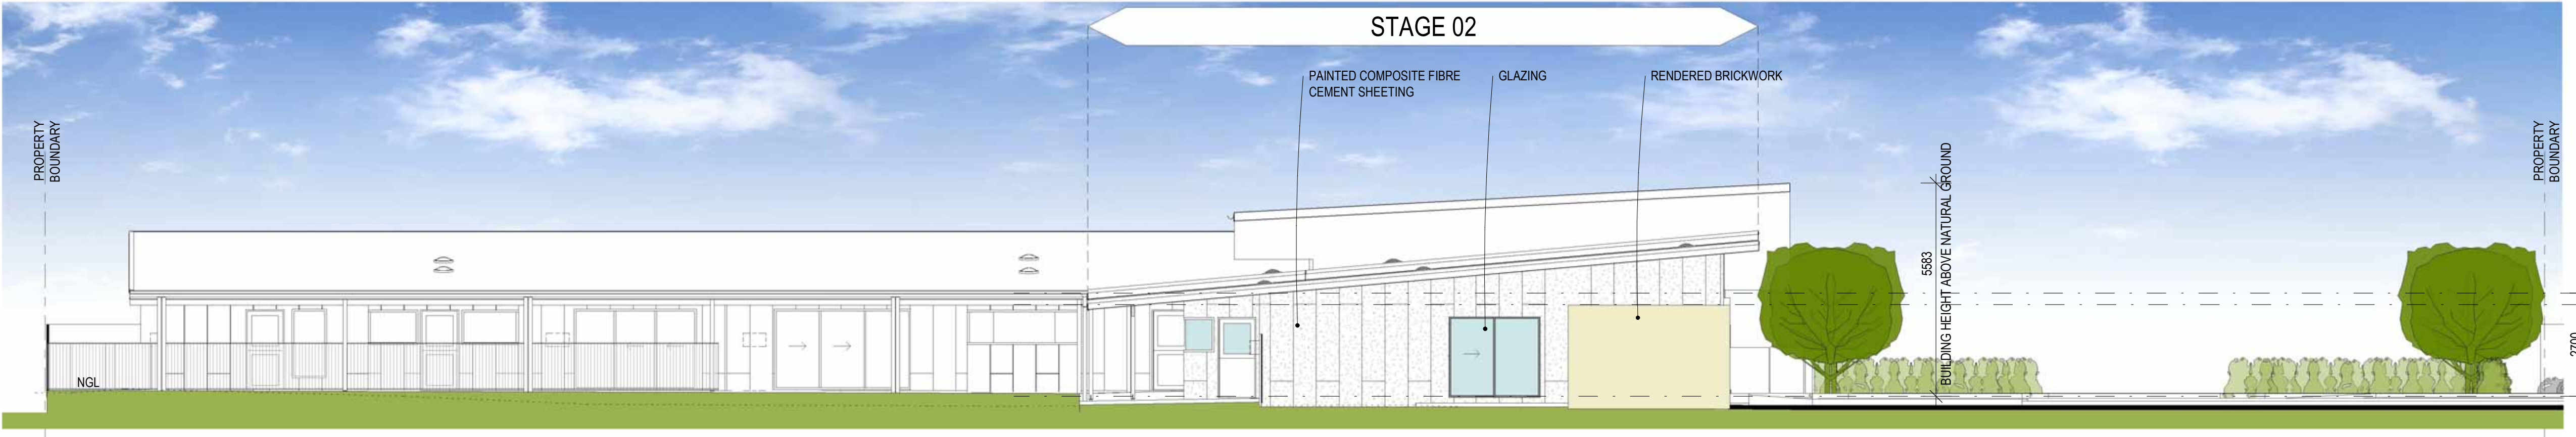 STAGE 02
PAINTED COMPOSITE FIBRE
CEMENT SHEETING
GLAZING
RENDERED BRICKWORK
PROPERTY
BOUNDARY
NGL
5583
BUILDING HEIGHT ABOVE NATURAL GROUND
PROPERTY
BOUNDARY
2700